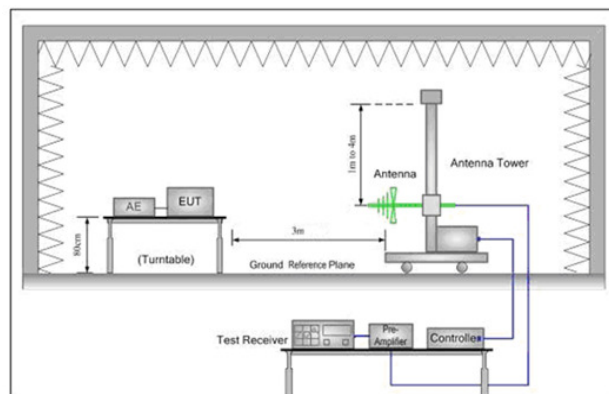 1m to 4m
Antenna
Antenna Tower
AE
EUT
80cm
(Turntable)
3m
Ground Reference Plane
Test Receiver
Pre-
Amplifier
Controller